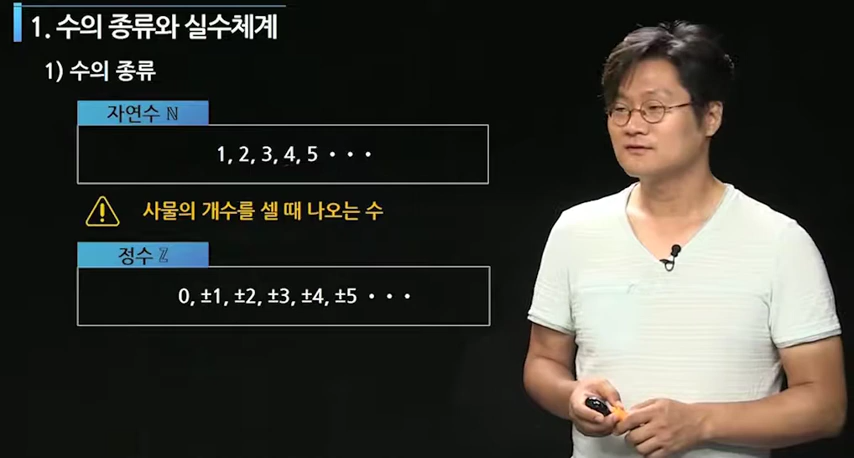 1. 수의 종류와 실수체계
1) 수의 종류
자연수 ℕ
1, 2, 3, 4, 5 ···
사물의 개수를 셀 때 나오는 수
정수 ℤ
0, ±1, ±2, ±3, ±4, ±5 ···